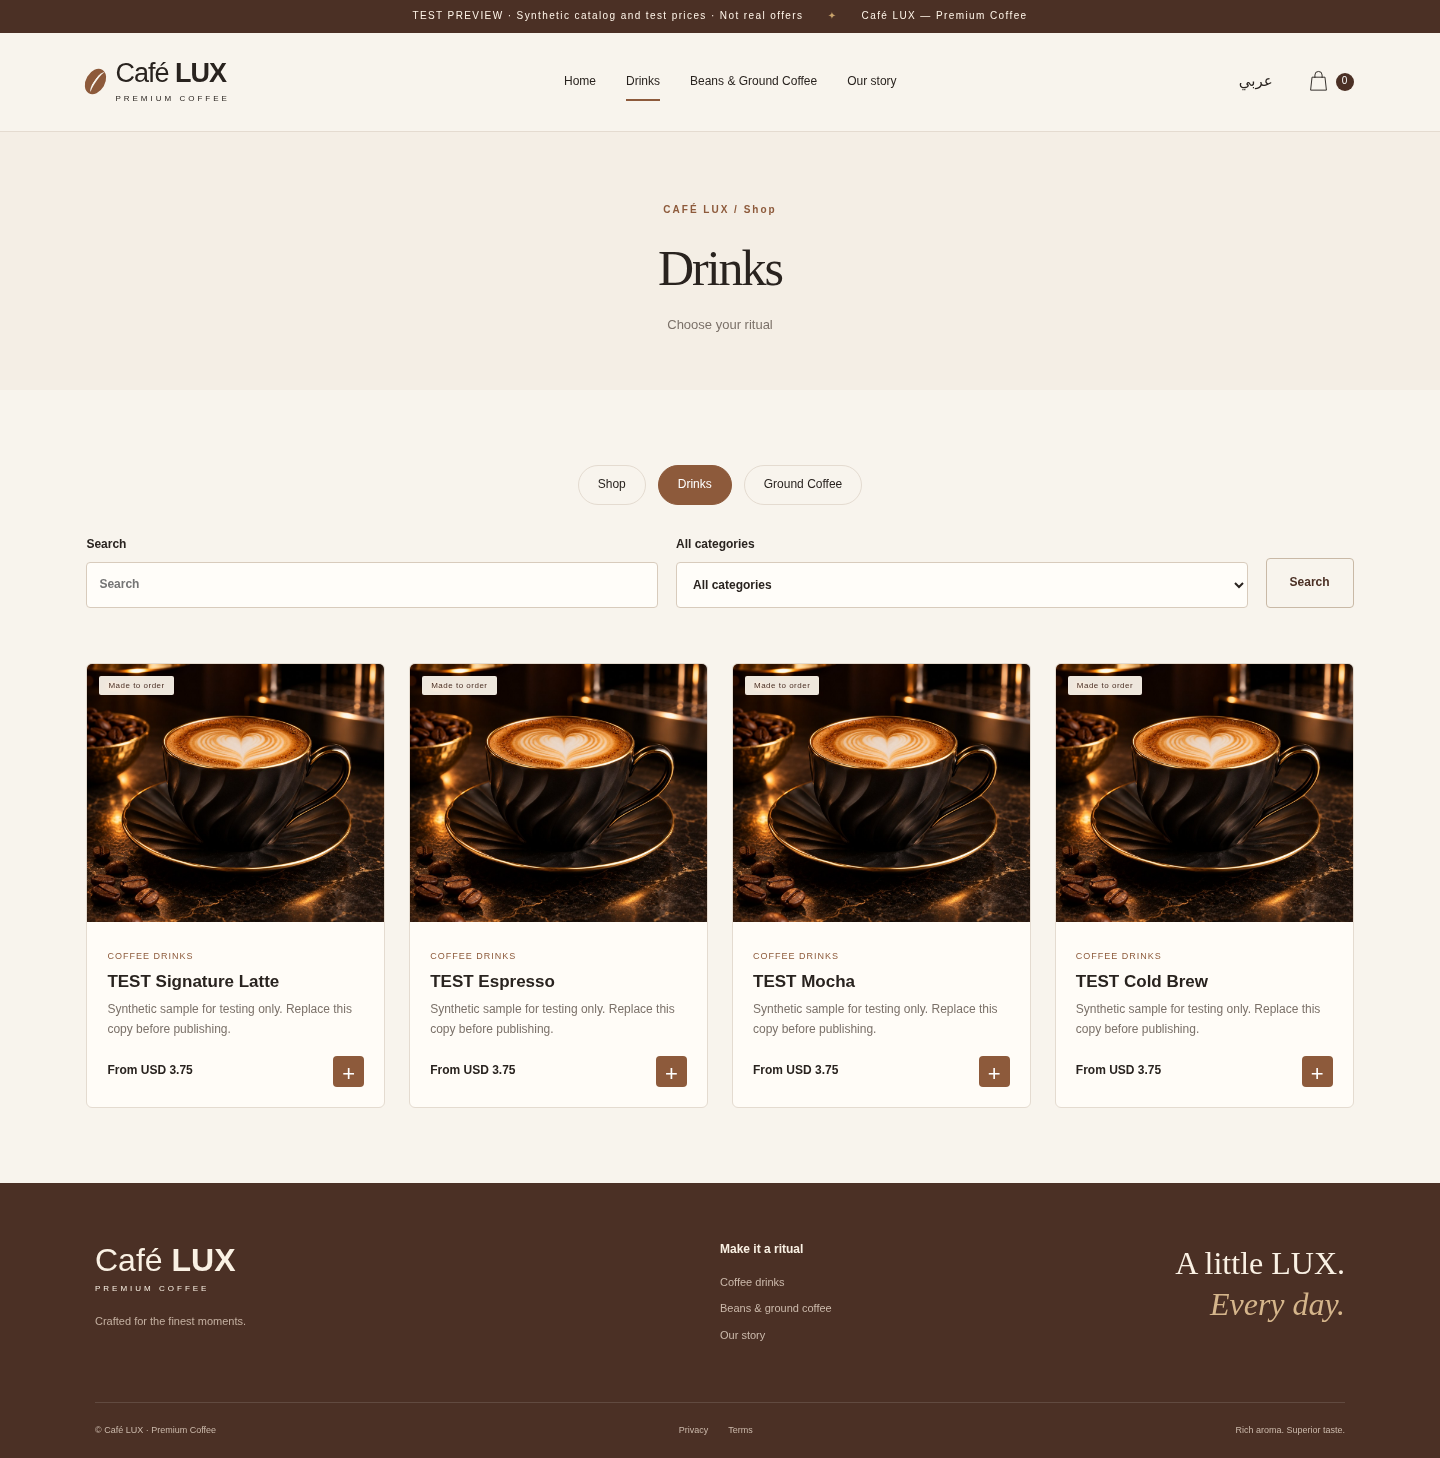 TEST PREVIEW · Synthetic catalog and test prices · Not real offers ✦ Café LUX — Premium Coffee
Café LUX
PREMIUM COFFEE
Home Drinks Beans & Ground Coffee Our story
عربي
0
CAFÉ LUX / Shop
Drinks
Choose your ritual
Shop Drinks Ground Coffee
Search
All categories
Search
All categories
Search
Made to order
Made to order
Made to order
Made to order
COFFEE DRINKS
TEST Signature Latte
Synthetic sample for testing only. Replace this
copy before publishing.
From USD 3.75
+
COFFEE DRINKS
TEST Espresso
Synthetic sample for testing only. Replace this
copy before publishing.
From USD 3.75
+
COFFEE DRINKS
TEST Mocha
Synthetic sample for testing only. Replace this
copy before publishing.
From USD 3.75
+
COFFEE DRINKS
TEST Cold Brew
Synthetic sample for testing only. Replace this
copy before publishing.
From USD 3.75
+
Café LUX
PREMIUM COFFEE
Crafted for the finest moments.
Make it a ritual
Coffee drinks
Beans & ground coffee
Our story
A little LUX.
Every day.
© Café LUX · Premium Coffee
Privacy Terms
Rich aroma. Superior taste.